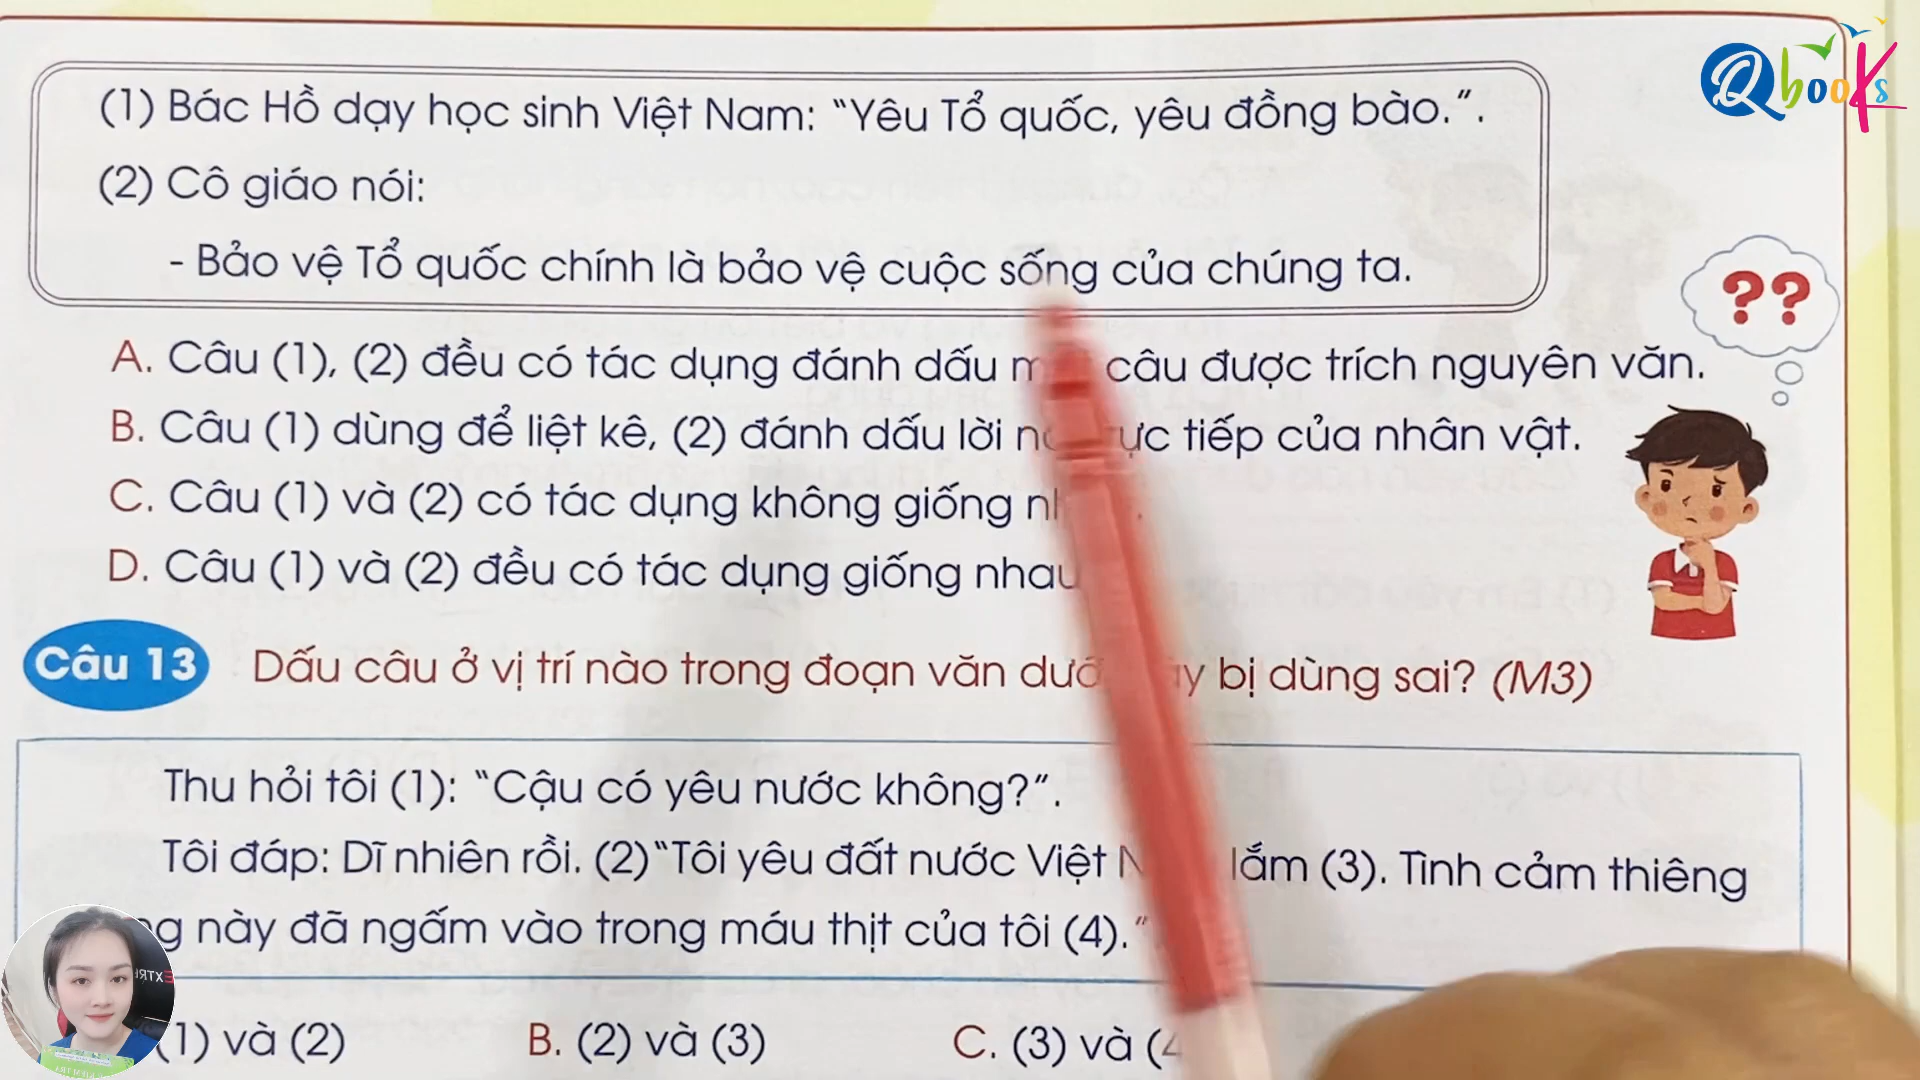 Qbooks
(1) Bác Hồ dạy học sinh Việt Nam: “Yêu Tổ quốc, yêu đồng bào.”.
(2) Cô giáo nói:
- Bảo vệ Tổ quốc chính là bảo vệ cuộc sống của chúng ta.
??
A. Câu (1), (2) đều có tác dụng đánh dấu câu được trích nguyên văn.
B. Câu (1) dùng để liệt kê, (2) đánh dấu lời tiếp của nhân vật.
C. Câu (1) và (2) có tác dụng không giống
D. Câu (1) và (2) đều có tác dụng giống nhau
Câu 13 Dấu câu ở vị trí nào trong đoạn văn bị dùng sai? (M3)
Thu hỏi tôi (1): “Cậu có yêu nước không?”.
Tôi đáp: Dĩ nhiên rồi. (2)“Tôi yêu đất nước Việt lắm (3). Tình cảm thiêng
này đã ngấm vào trong máu thịt của tôi (4).”
(1) và (2) B. (2) và (3) C. (3) và